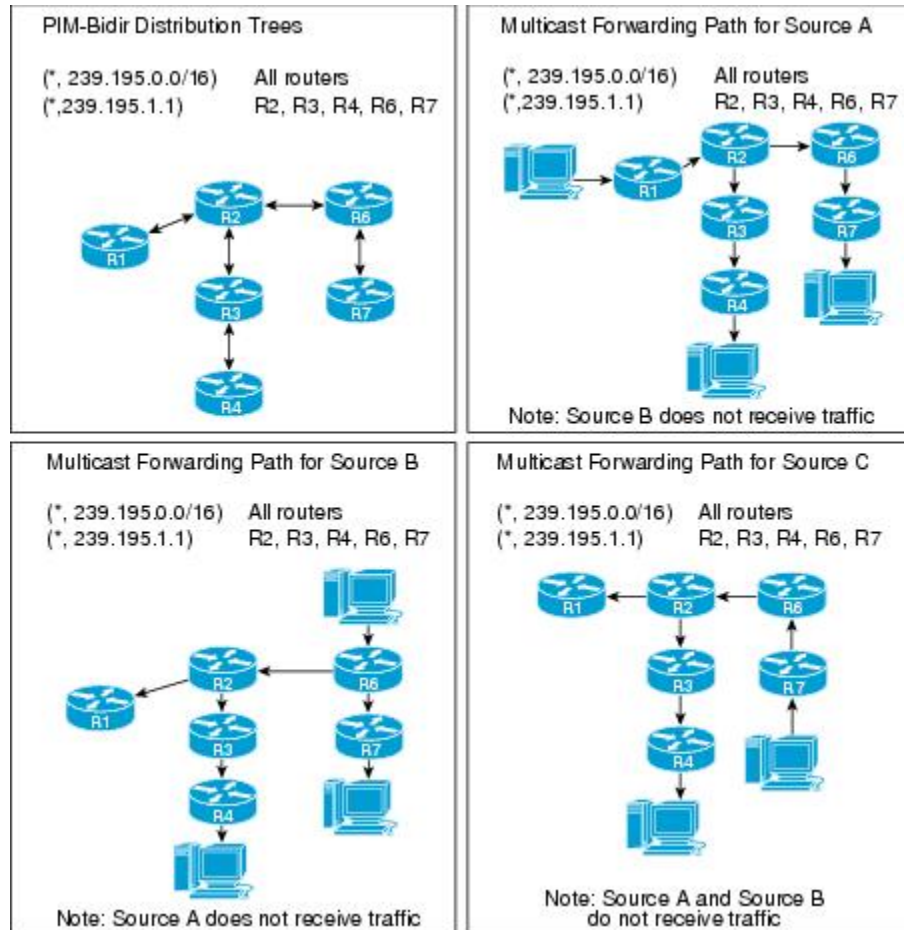 PIM-Bidir Distribution Trees
(*, 239.195.0.0/16) All routers
(*,239.195.1.1) R2, R3, R4, R6, R7
R2
R6
R1
R3
R7
R4
Multicast Forwarding Path for Source A
(*, 239.195.0.0/16) All routers
(*,239.195.1.1) R2, R3, R4, R6, R7
R2
R6
R1
R3
R7
R4
Note: Source B does not receive traffic
Multicast Forwarding Path for Source B
(*, 239.195.0.0/16) All routers
(*, 239.195.1.1) R2, R3, R4, R6, R7
R2
R6
R1
R3
R7
R4
Note: Source A does not receive traffic
Multicast Forwarding Path for Source C
(*, 239.195.0.0/16) All routers
(*, 239.195.1.1) R2, R3, R4, R6, R7
R1
R2
R6
R3
R7
R4
Note: Source A and Source B
do not receive traffic